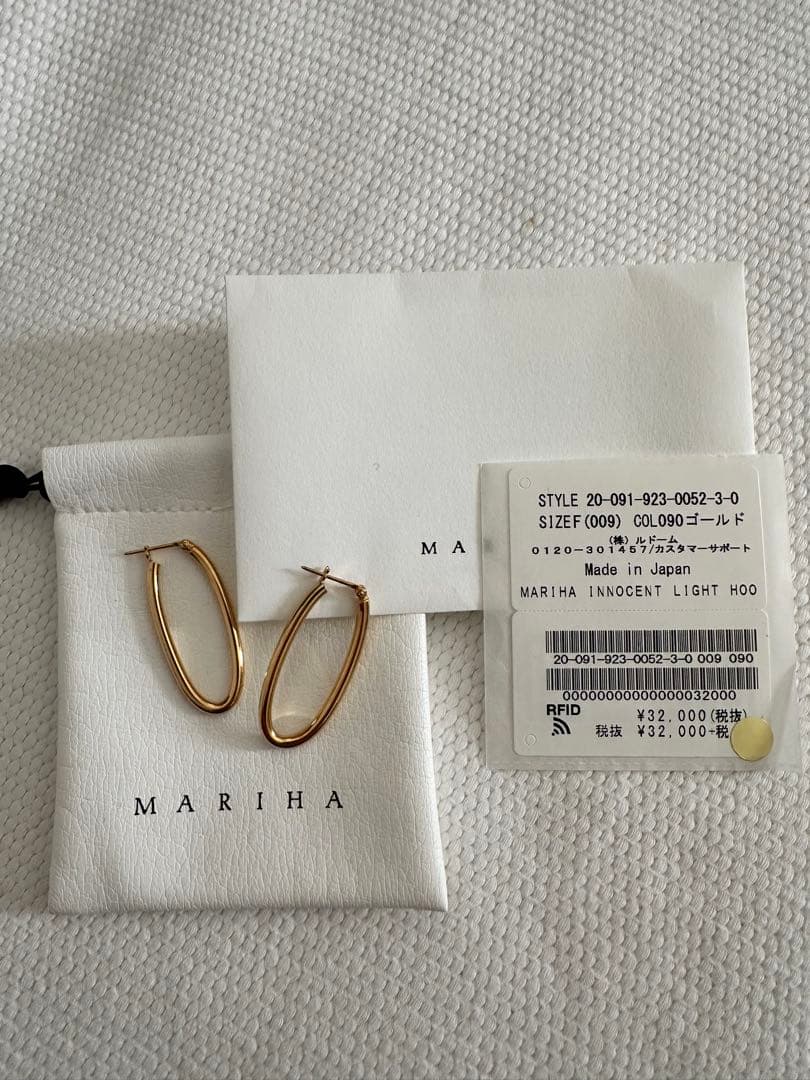 MA
STYLE 20-091-923-0052-3-0
SIZEF(009) COL090ゴールド
(株)ルドーム
0120-301457/カスタマーサポート
Made in Japan
MARIHA INNOCENT LIGHT HOO
20-091-923-0052-3-0 009 090
00000000000000032000
RFID
¥32,000(税抜)
税抜 ¥32,000+税
MARIHA